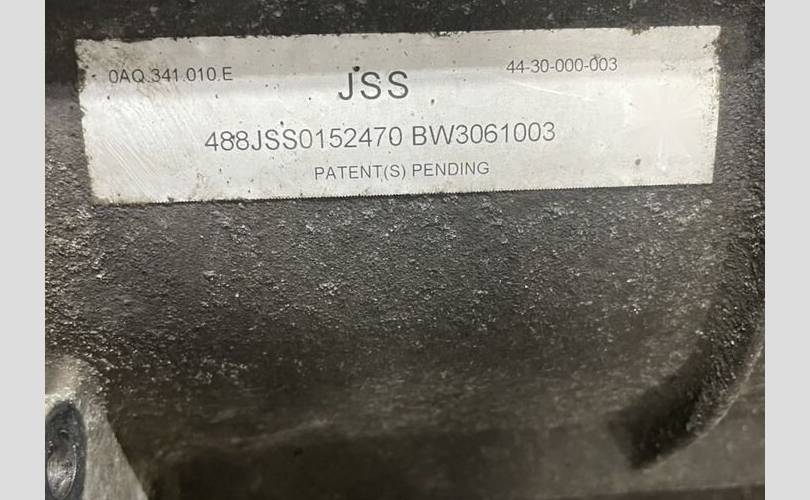 0AQ.341.010.E JSS 44-30-000-003
488JSS0152470 BW3061003
PATENT(S) PENDING